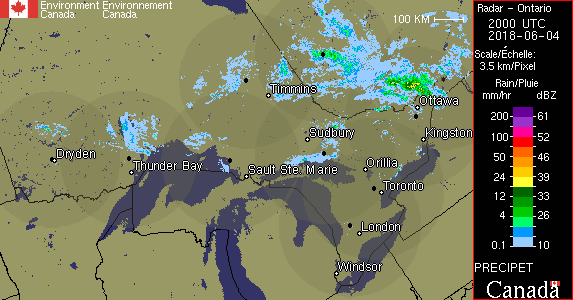 Environment Environnement
Canada Canada
100 KM
Timmins
Ottawa
Sudbury
Kingston
Dryden
Thunder Bay
Sault Ste. Marie
Orillia
Toronto
London
Windsor
Radar - Ontario
2000 UTC
2018-06-04
Scale/Échelle:
3.5 km/Pixel
Rain/Pluie
mm/hr dBZ
200 61
100 52
50 46
24 39
12 33
4 26
0.1 10
PRECIPET
Canada